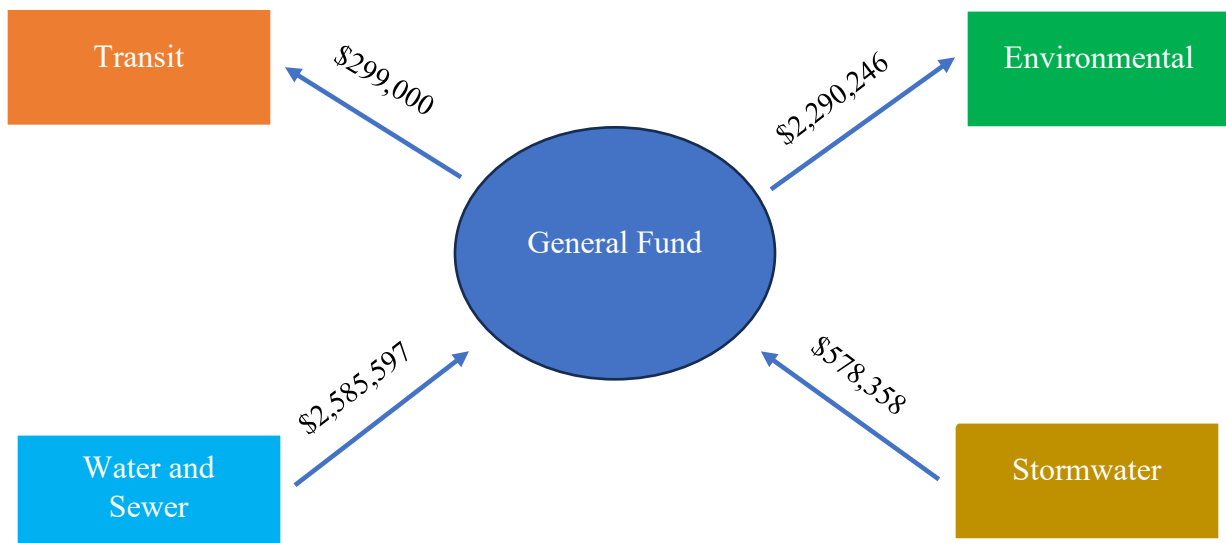 Transit
$299,000
$2,290,246
Environmental
General Fund
$2,585,597
$578,358
Water and
Sewer
Stormwater